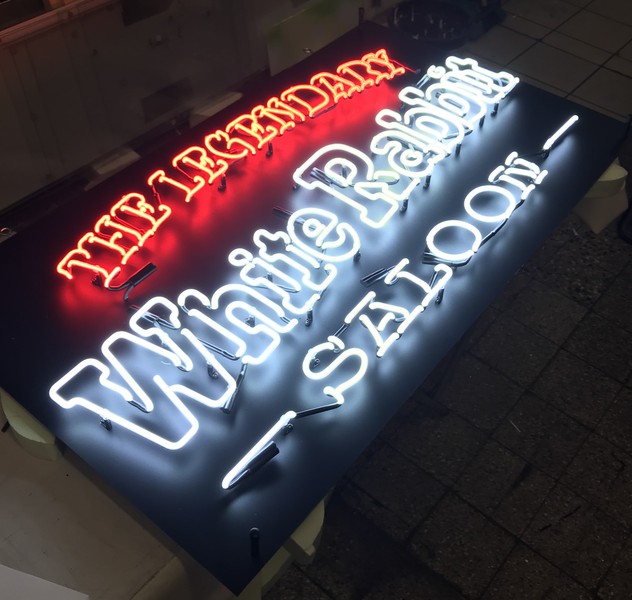 THE LEGENDARY
White Rabbit
SALOON